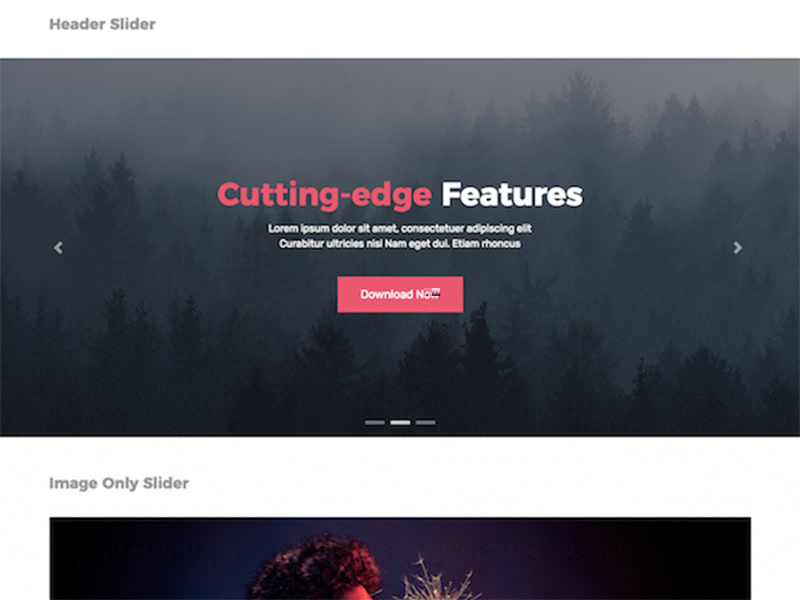 Header Slider
Cutting-edge Features
Lorem ipsum dolor sit amet, consectetuer adipiscing elit
Curabitur ultricies nisl Nam eget dui. Etiam rhoncus
Download Now
Image Only Slider